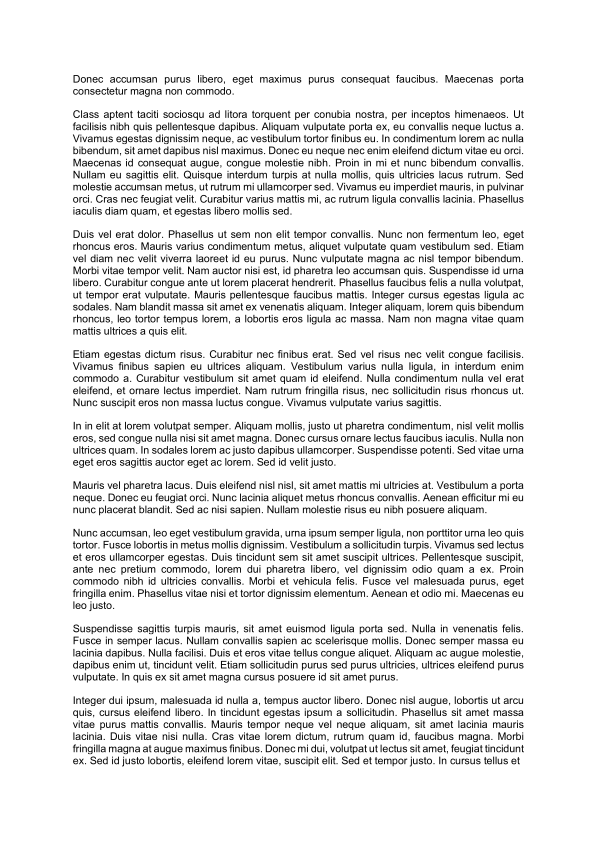 Donec accumsan purus libero, eget maximus purus consequat faucibus. Maecenas porta
consectetur magna non commodo.
Class aptent taciti sociosqu ad litora torquent per conubia nostra, per inceptos himenaeos. Ut
facilisis nibh quis pellentesque dapibus. Aliquam vulputate porta ex, eu convallis neque luctus a.
Vivamus egestas dignissim neque, ac vestibulum tortor finibus eu. In condimentum lorem ac nulla
bibendum, sit amet dapibus nisl maximus. Donec eu neque nec enim eleifend dictum vitae eu orci.
Maecenas id consequat augue, congue molestie nibh. Proin in mi et nunc bibendum convallis.
Nullam eu sagittis elit. Quisque interdum turpis at nulla mollis, quis ultricies lacus rutrum. Sed
molestie accumsan metus, ut rutrum mi ullamcorper sed. Vivamus eu imperdiet mauris, in pulvinar
orci. Cras nec feugiat velit. Curabitur varius mattis mi, ac rutrum ligula convallis lacinia. Phasellus
iaculis diam quam, et egestas libero mollis sed.
Duis vel erat dolor. Phasellus ut sem non elit tempor convallis. Nunc non fermentum leo, eget
rhoncus eros. Mauris varius condimentum metus, aliquet vulputate quam vestibulum sed. Etiam
vel diam nec velit viverra laoreet id eu purus. Nunc vulputate magna ac nisl tempor bibendum.
Morbi vitae tempor velit. Nam auctor nisi est, id pharetra leo accumsan quis. Suspendisse id urna
libero. Curabitur congue ante ut lorem placerat hendrerit. Phasellus faucibus felis a nulla volutpat,
ut tempor erat vulputate. Mauris pellentesque faucibus mattis. Integer cursus egestas ligula ac
sodales. Nam blandit massa sit amet ex venenatis aliquam. Integer aliquam, lorem quis bibendum
rhoncus, leo tortor tempus lorem, a lobortis eros ligula ac massa. Nam non magna vitae quam
mattis ultrices a quis elit.
Etiam egestas dictum risus. Curabitur nec finibus erat. Sed vel risus nec velit congue facilisis.
Vivamus finibus sapien eu ultrices aliquam. Vestibulum varius nulla ligula, in interdum enim
commodo a. Curabitur vestibulum sit amet quam id eleifend. Nulla condimentum nulla vel erat
eleifend, et ornare lectus imperdiet. Nam rutrum fringilla risus, nec sollicitudin risus rhoncus ut.
Nunc suscipit eros non massa luctus congue. Vivamus vulputate varius sagittis.
In in elit at lorem volutpat semper. Aliquam mollis, justo ut pharetra condimentum, nisl velit mollis
eros, sed congue nulla nisi sit amet magna. Donec cursus ornare lectus faucibus iaculis. Nulla non
ultrices quam. In sodales lorem ac justo dapibus ullamcorper. Suspendisse potenti. Sed vitae urna
eget eros sagittis auctor eget ac lorem. Sed id velit justo.
Mauris vel pharetra lacus. Duis eleifend nisl nisl, sit amet mattis mi ultricies at. Vestibulum a porta
neque. Donec eu feugiat orci. Nunc lacinia aliquet metus rhoncus convallis. Aenean efficitur mi eu
nunc placerat blandit. Sed ac nisi sapien. Nullam molestie risus eu nibh posuere aliquam.
Nunc accumsan, leo eget vestibulum gravida, urna ipsum semper ligula, non porttitor urna leo quis
tortor. Fusce lobortis in metus mollis dignissim. Vestibulum a sollicitudin turpis. Vivamus sed lectus
et eros ullamcorper egestas. Duis tincidunt sem sit amet suscipit ultrices. Pellentesque suscipit,
ante nec pretium commodo, lorem dui pharetra libero, vel dignissim odio quam a ex. Proin
commodo nibh id ultricies convallis. Morbi et vehicula felis. Fusce vel malesuada purus, eget
fringilla enim. Phasellus vitae nisi et tortor dignissim elementum. Aenean et odio mi. Maecenas eu
leo justo.
Suspendisse sagittis turpis mauris, sit amet euismod ligula porta sed. Nulla in venenatis felis.
Fusce in semper lacus. Nullam convallis sapien ac scelerisque mollis. Donec semper massa eu
lacinia dapibus. Nulla facilisi. Duis et eros vitae tellus congue aliquet. Aliquam ac augue molestie,
dapibus enim ut, tincidunt velit. Etiam sollicitudin purus sed purus ultricies, ultrices eleifend purus
vulputate. In quis ex sit amet magna cursus posuere id sit amet purus.
Integer dui ipsum, malesuada id nulla a, tempus auctor libero. Donec nisl augue, lobortis ut arcu
quis, cursus eleifend libero. In tincidunt egestas ipsum a sollicitudin. Phasellus sit amet massa
vitae purus mattis convallis. Mauris tempor neque vel neque aliquam, sit amet lacinia mauris
lacinia. Duis vitae nisi nulla. Cras vitae lorem dictum, rutrum quam id, faucibus magna. Morbi
fringilla magna at augue maximus finibus. Donec mi dui, volutpat ut lectus sit amet, feugiat tincidunt
ex. Sed id justo lobortis, eleifend lorem vitae, suscipit elit. Sed et tempor justo. In cursus tellus et